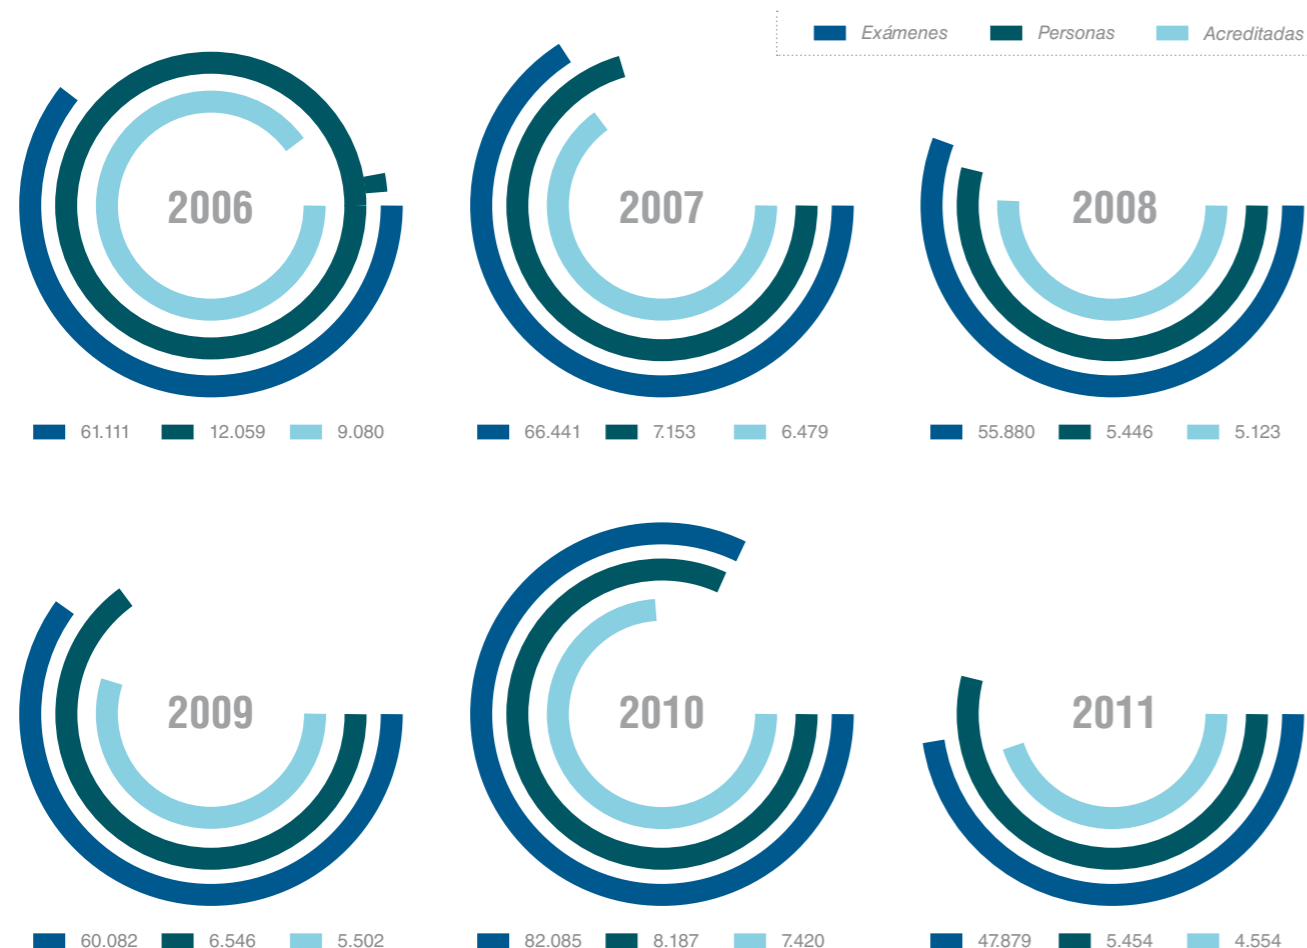 Exámenes Personas Acreditadas
2006 2007 2008
61.111 12.059 9.080 66.441 7.153 6.479 55.880 5.446 5.123
2009 2010 2011
60.082 6.546 5.502 82.085 8.187 7.420 47.879 5.454 4.554